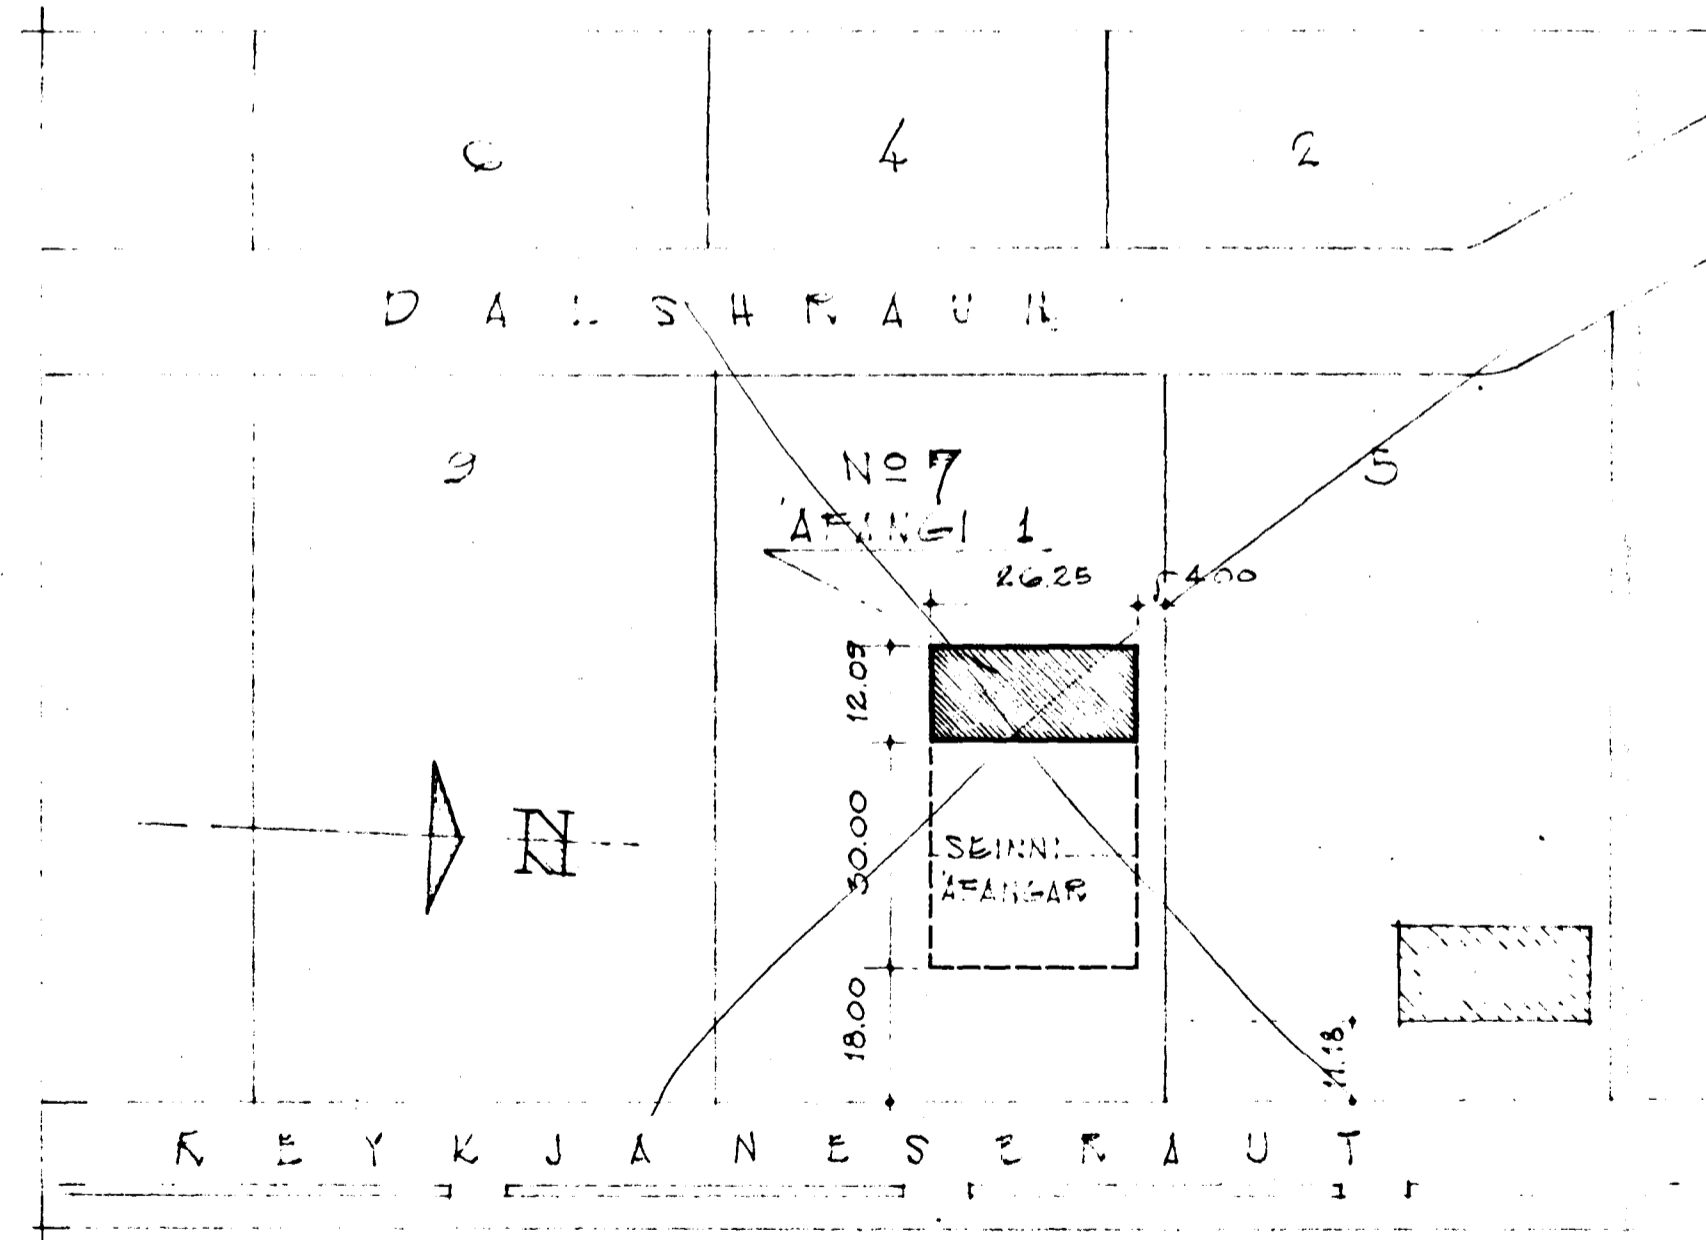 6 4 2
DALSHRAUN
9
No 7
5
ÁFANGI 1
26.25 4.00
12.09
30.00
N
SEINNI
ÁFANGAR
18.00
11.18
REYKJANESBRAUT